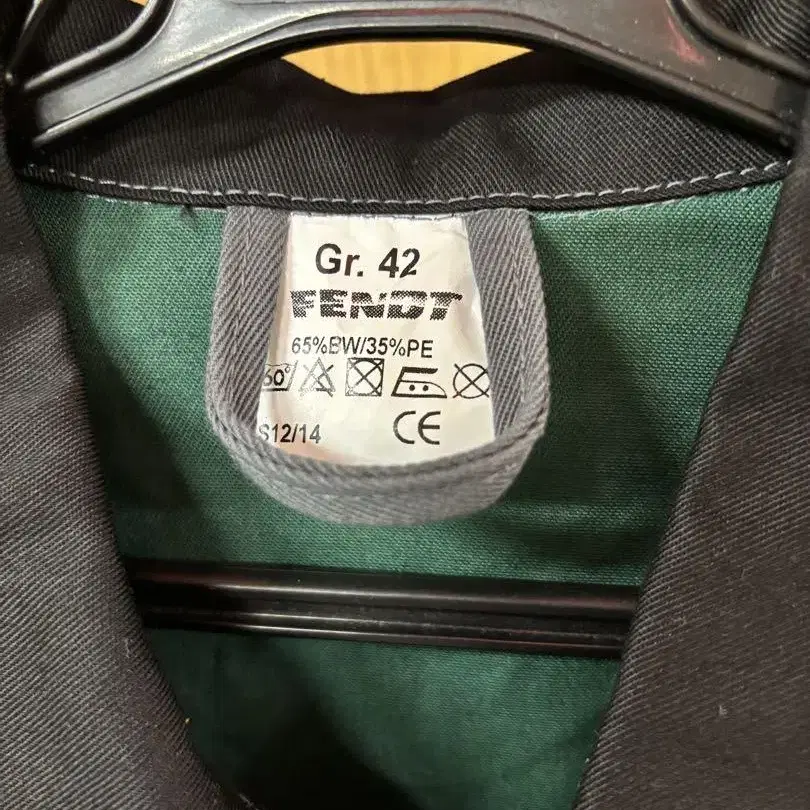 Gr. 42
FENDT
65%BW/35%PE
60°
S12/14
CE